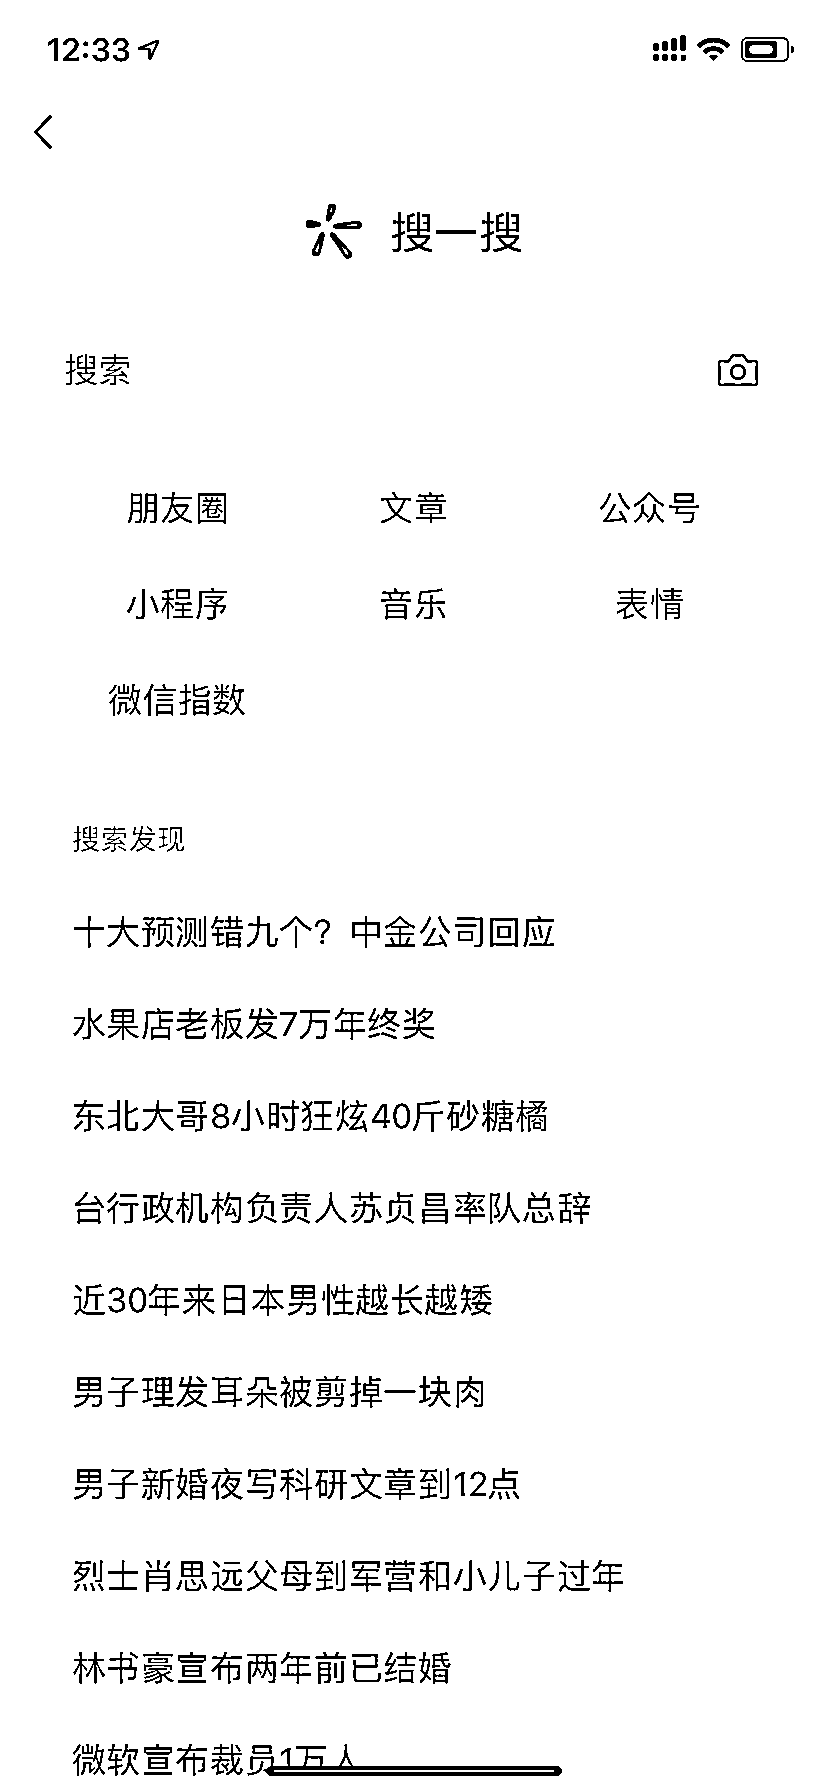 12:33
搜一搜
搜索
朋友圈 文章 公众号
小程序 音乐 表情
微信指数
搜索发现
十大预测错九个？中金公司回应
水果店老板发7万年终奖
东北大哥8小时狂炫40斤砂糖橘
台行政机构负责人苏贞昌率队总辞
近30年来日本男性越长越矮
男子理发耳朵被剪掉一块肉
男子新婚夜写科研文章到12点
烈士肖思远父母到军营和小儿子过年
林书豪宣布两年前已结婚
微软宣布裁员1万人